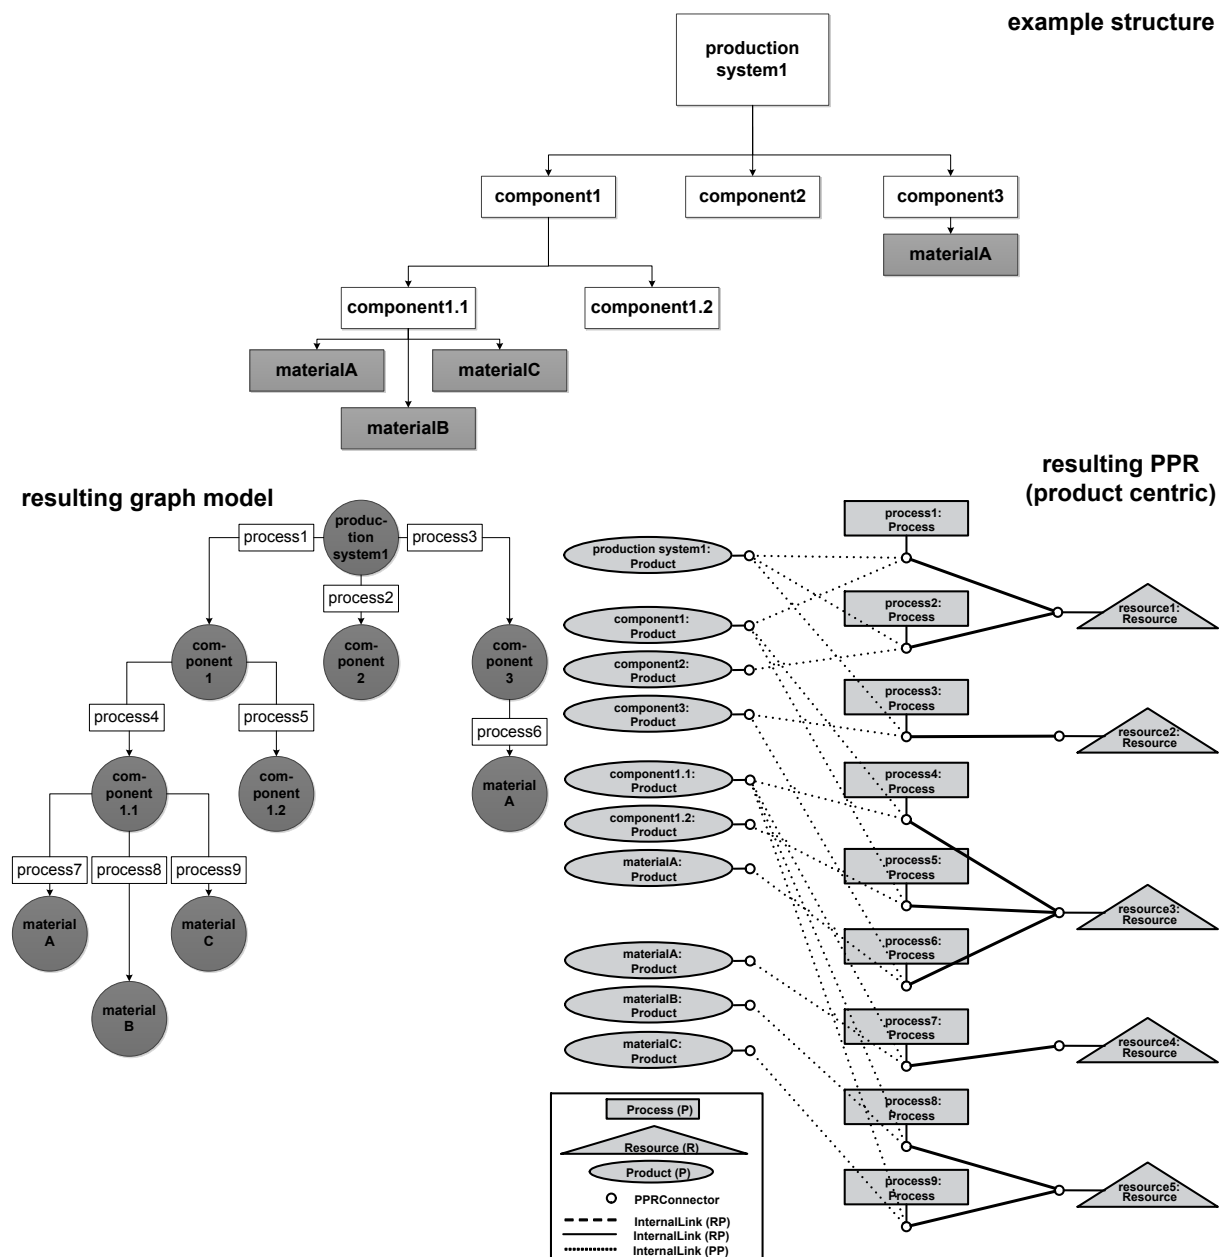 example structure
production
system1
component1
component2
component3
materialA
component1.1
component1.2
materialA
materialC
materialB
resulting graph model
produc-
tion
system1
process1
process3
process2
com-
ponent
1
com-
ponent
2
com-
ponent
3
process4
process5
process6
com-
ponent
1.1
com-
ponent
1.2
material
A
process7
process8
process9
material
A
material
C
material
B
resulting PPR
(product centric)
production system1:
Product
component1:
Product
component2:
Product
component3:
Product
component1.1:
Product
component1.2:
Product
materialA:
Product
materialA:
Product
materialB:
Product
materialC:
Product
process1:
Process
process2:
Process
process3:
Process
process4:
Process
process5:
Process
process6:
Process
process7:
Process
process8:
Process
process9:
Process
resource1:
Resource
resource2:
Resource
resource3:
Resource
resource4:
Resource
resource5:
Resource
Process (P)
Resource (R)
Product (P)
PPRConnector
InternalLink (RP)
InternalLink (RP)
InternalLink (PP)